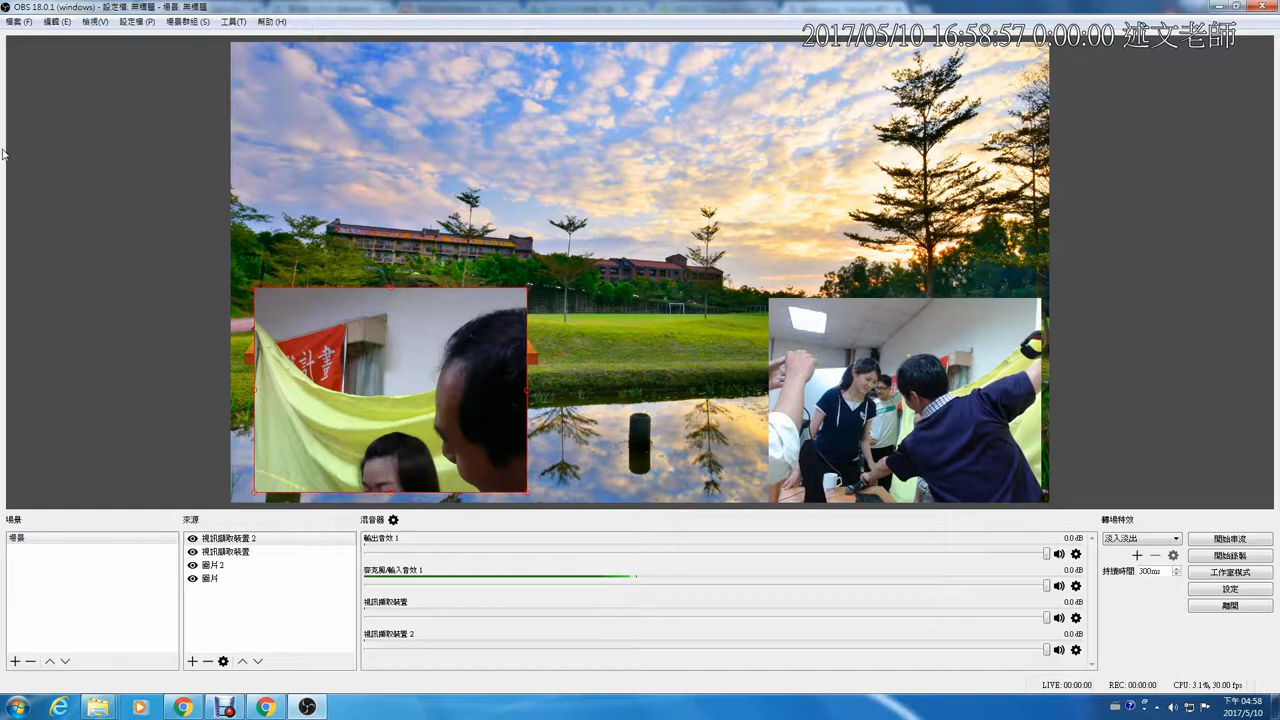 OBS 18.0.1 (windows) - 設定檔: 無標題 - 場景: 無標題
檔案 (F) 編輯 (E) 檢視(V) 設定檔 (P) 場景群組 (S) 工具(T) 幫助 (H)
2017/05/10 16:58:57 0:00:00 述文老師
計畫
場景
場景
來源
視訊擷取裝置 2
視訊擷取裝置
圖片 2
圖片
混音器
輸出音效 1
0.0 dB
麥克風/輸入音效 1
0.0 dB
視訊擷取裝置
0.0 dB
視訊擷取裝置 2
0.0 dB
轉場特效
淡入淡出
持續時間 300ms
開始串流
開始錄製
工作室模式
設定
離開
LIVE: 00:00:00 REC: 00:00:00 CPU: 3.1%, 30.00 fps
下午 04:58
2017/5/10